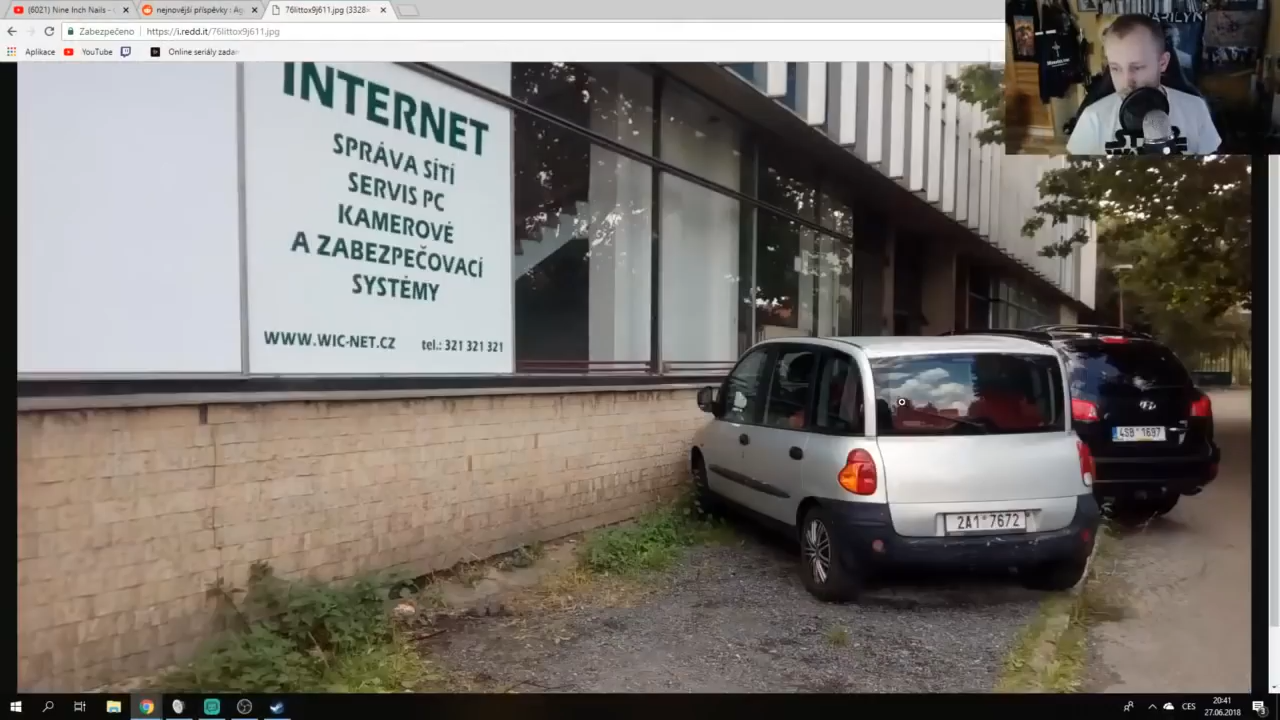 (6021) Nine Inch Nails -
nejnovější příspěvky : Ag
76littox9j611.jpg (3328×
Zabezpečeno
https://i.redd.it/76littox9j611.jpg
Aplikace
YouTube
Online seriály zadar
INTERNET
SPRÁVA SÍTÍ
SERVIS PC
KAMEROVÉ
A ZABEZPEČOVACÍ
SYSTÉMY
WWW.WIC-NET.CZ
tel.: 321 321 321
4SB 1697
2A1 7672
CES
20:41
27.06.2018